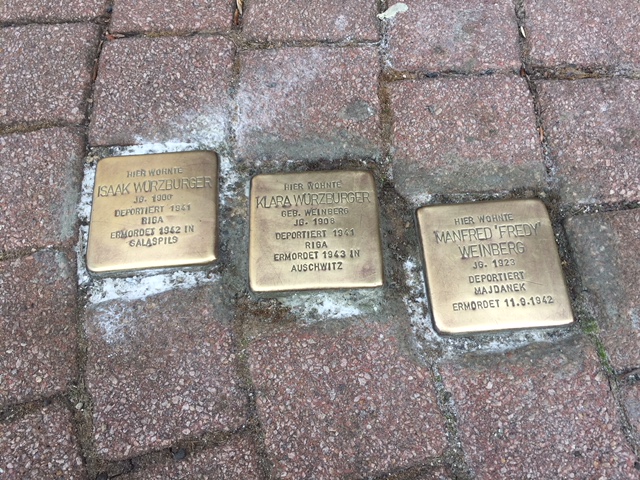 HIER WOHNTE
ISAAK WÜRZBURGER
JG. 1900
DEPORTIERT 1941
RIGA
ERMORDET 1942 IN
SALASPILS
HIER WOHNTE
KLARA WÜRZBURGER
GEB. WEINBERG
JG. 1908
DEPORTIERT 1941
RIGA
ERMORDET 1943 IN
AUSCHWITZ
HIER WOHNTE
MANFRED 'FREDY'
WEINBERG
JG. 1923
DEPORTIERT
MAJDANEK
ERMORDET 11.9.1942